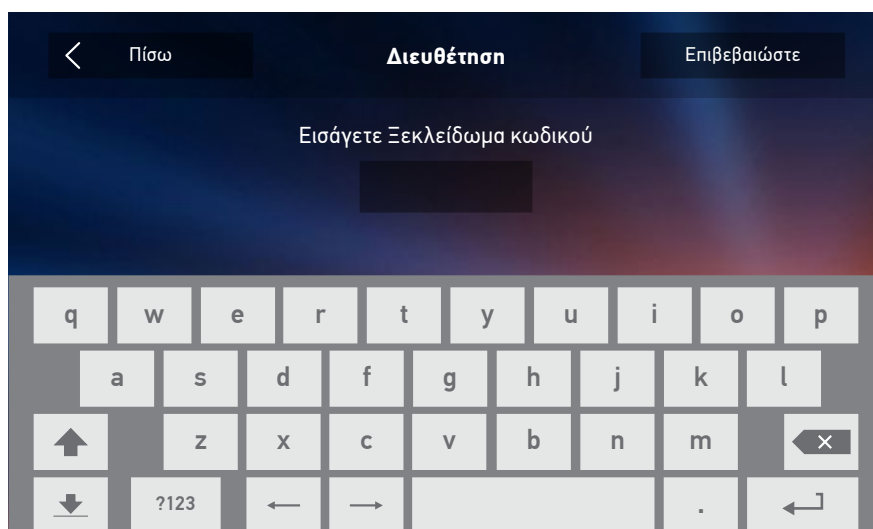 Πίσω
Διευθέτηση
Επιβεβαιώστε
Εισάγετε Ξεκλείδωμα κωδικού
q w e r t y u i o p
a s d f g h j k l
z x c v b n m
?123 .